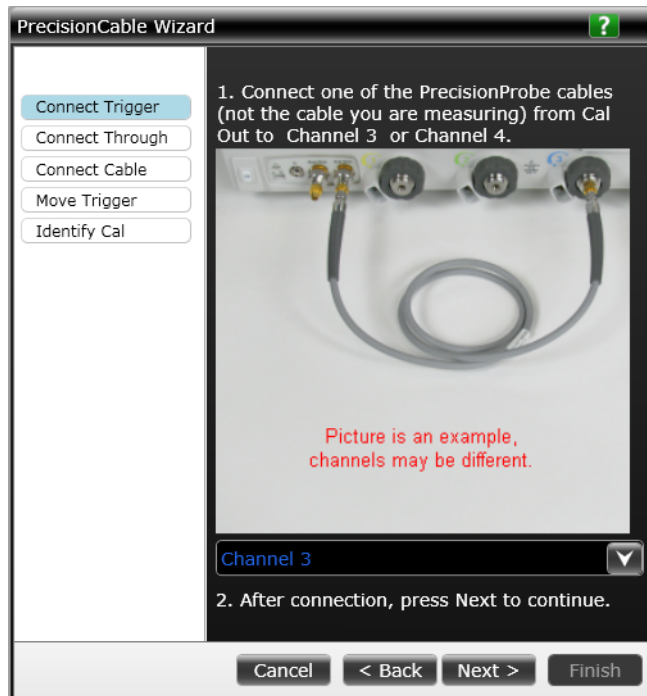 PrecisionCable Wizard
?
Connect Trigger
Connect Through
Connect Cable
Move Trigger
Identify Cal
1. Connect one of the PrecisionProbe cables
(not the cable you are measuring) from Cal
Out to Channel 3 or Channel 4.
Picture is an example,
channels may be different.
Channel 3
2. After connection, press Next to continue.
Cancel
< Back
Next >
Finish